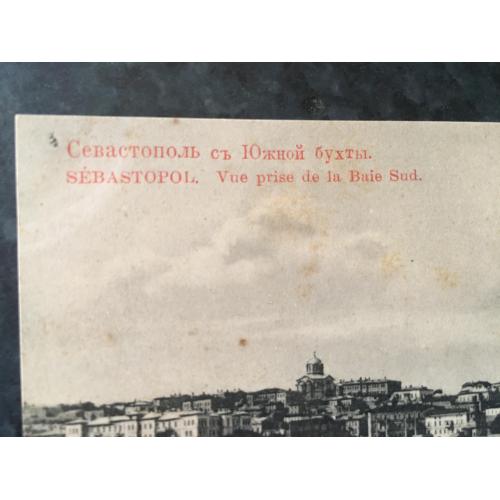 Севастополь съ Южной бухты.
SÉBASTOPOL. Vue prise de la Baie Sud.